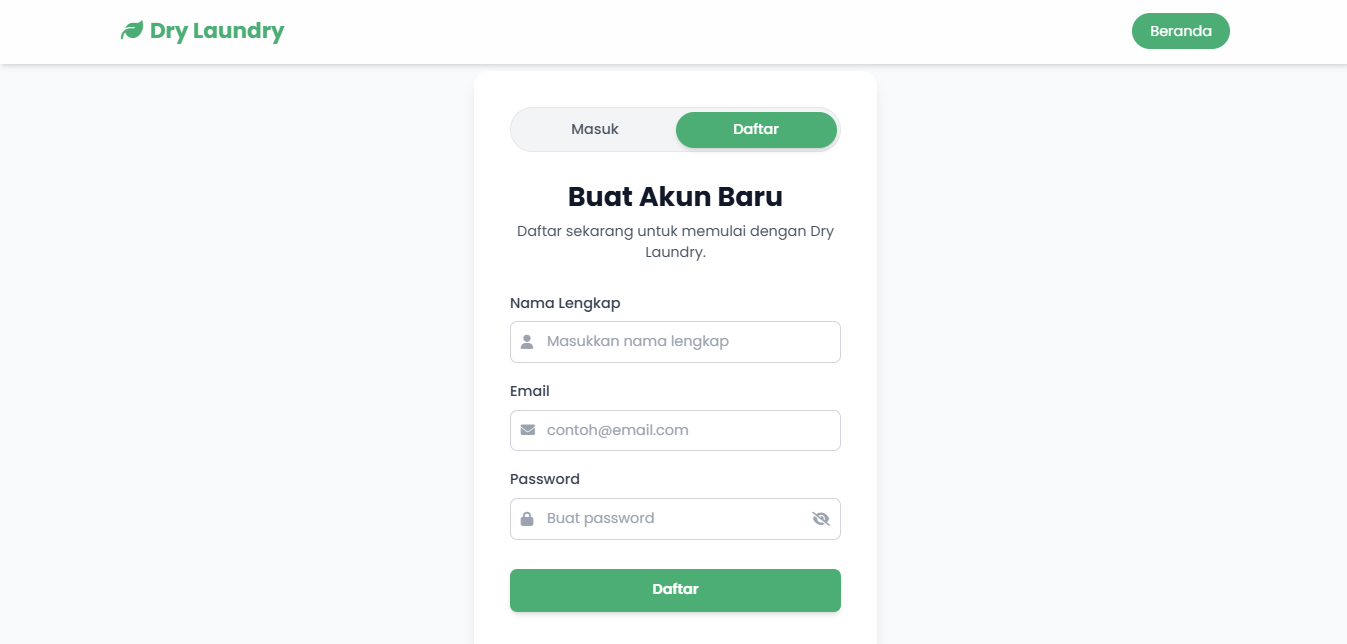 Dry Laundry
Beranda
Masuk
Daftar
Buat Akun Baru
Daftar sekarang untuk memulai dengan Dry
Laundry.
Nama Lengkap
Masukkan nama lengkap
Email
contoh@email.com
Password
Buat password
Daftar